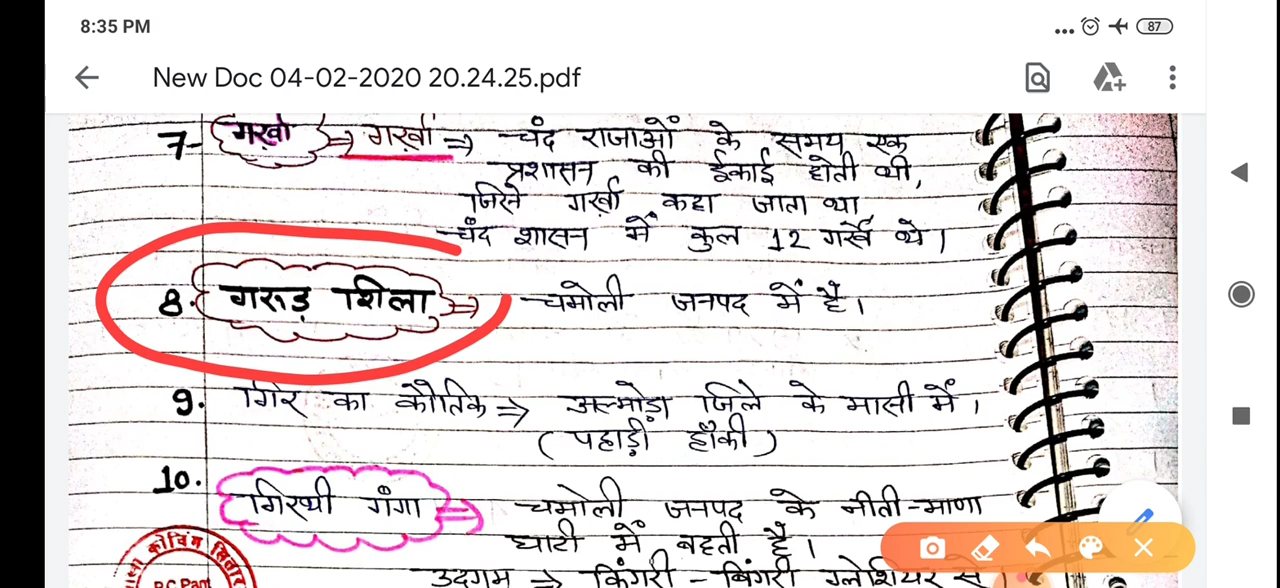 8:35 PM
87
New Doc 04-02-2020 20.24.25.pdf
7- गर्खा ⇒ गर्खा ⇒ चंद राजाओं के समय एक
प्रशासन की ईकाई होती थी,
जिसे गर्खा कहा जाता था
चंद शासन में कुल 12 गर्खे थे।
8. गरुड़ शिला ⇒ चमोली जनपद में है।
9. गिर का कौतिक ⇒ अल्मोड़ा जिले के मासी में।
(पहाड़ी हॉकी)
10. गिरथी गंगा ⇒ चमोली जनपद के नीती-माणा
घाटी में बहती है।
उदगम ⇒ किंगरी-बिंगरी ग्लेशियर से।
कोचिंग
P.C Pant